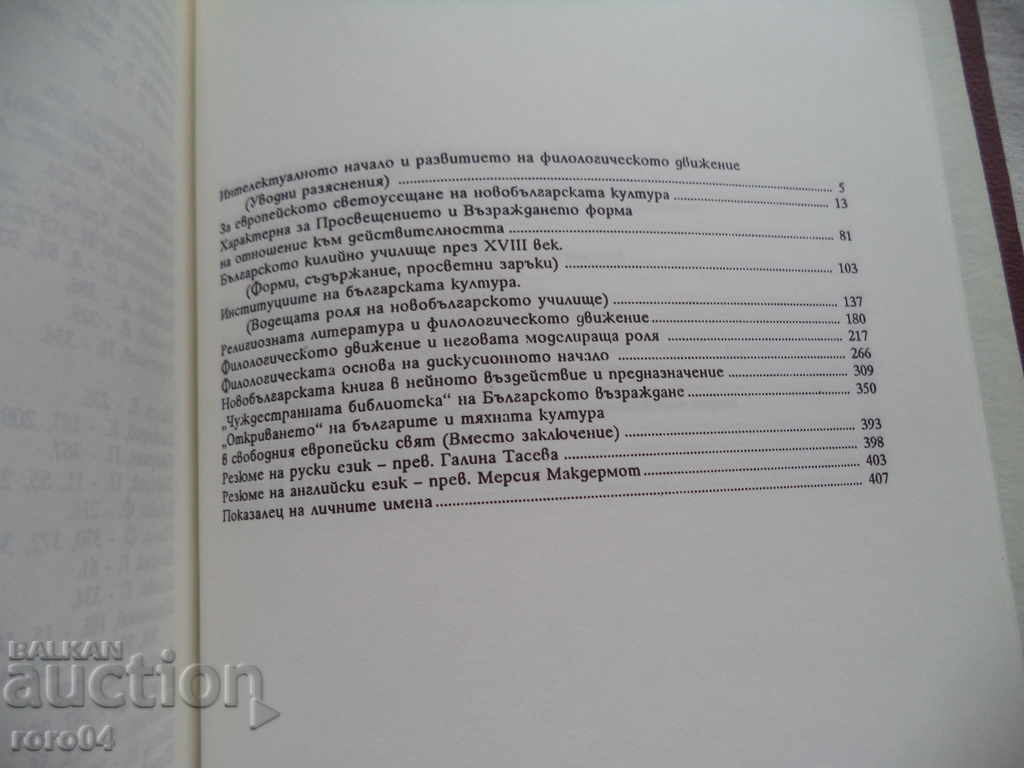 Интелектуалното начало и развитието на филологическото движение
(Уводни разяснения) 5
За европейското светоусещане на новобългарската култура 13
Характерна за Просвещението и Възраждането форма
на отношение към действителността 81
Българското килийно училище през XVIII век.
(Форми, съдържание, просветни заръки) 103
Институциите на българската култура.
(Водещата роля на новобългарското училище) 137
Религиозната литература и филологическото движение 180
Филологическото движение и неговата моделираща роля 217
Филологическата основа на дискусионното начало 266
Новобългарската книга в нейното въздействие и предназначение 309
„Чуждестранната библиотека“ на Българското възраждане 350
„Откриването“ на българите и тяхната култура
в свободния европейски свят (Вместо заключение) 393
Резюме на руски език – прев. Галина Тасева 398
Резюме на английски език – прев. Мерсия Макдермот 403
Показалец на личните имена 407
BALKAN
auction
roro04